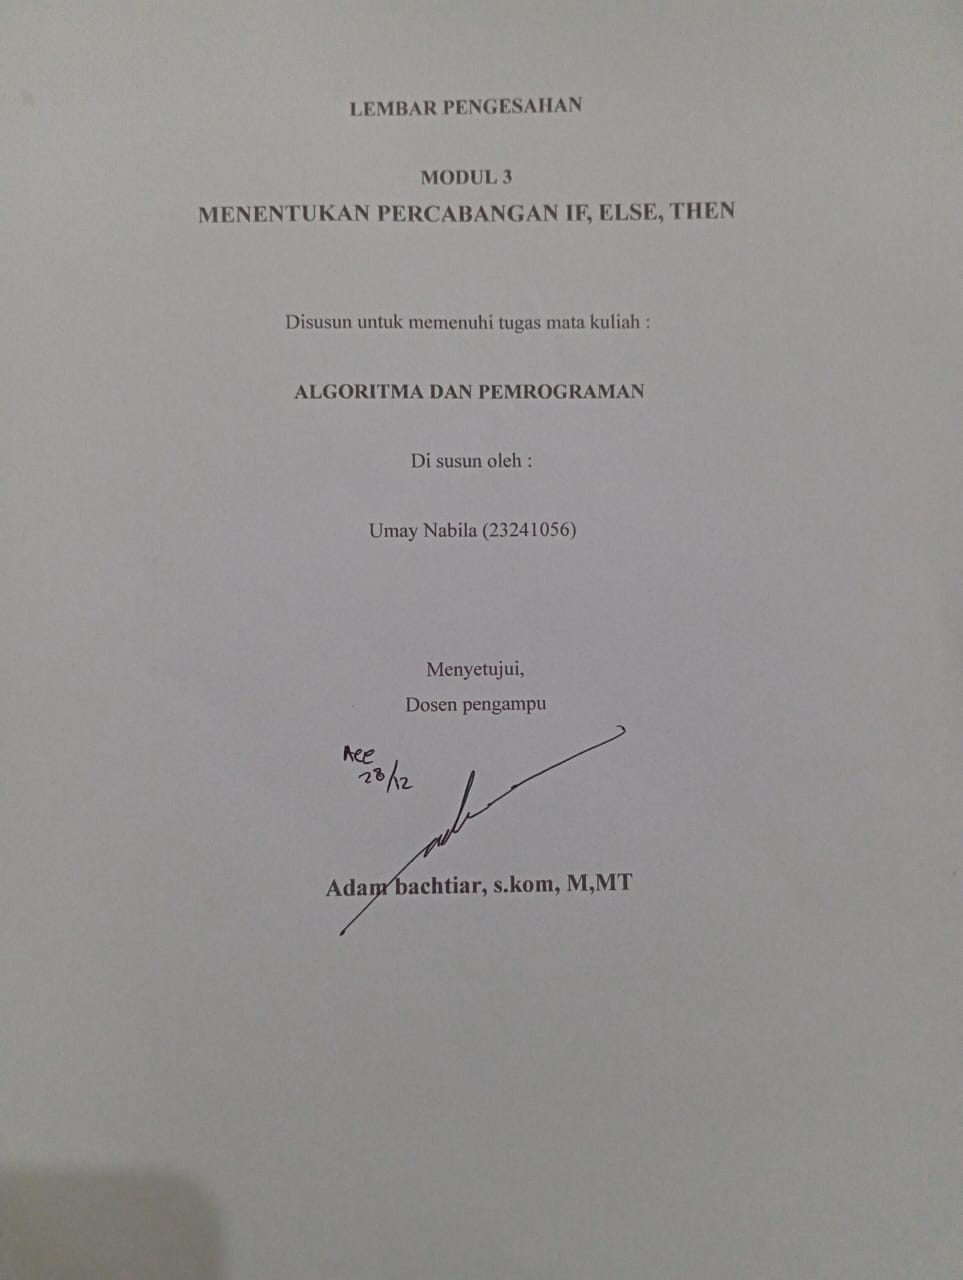 LEMBAR PENGESAHAN
MODUL 3
MENENTUKAN PERCABANGAN IF, ELSE, THEN
Disusun untuk memenuhi tugas mata kuliah :
ALGORITMA DAN PEMROGRAMAN
Di susun oleh :
Umay Nabila (23241056)
Menyetujui,
Dosen pengampu
Acc
28/12
Adam bachtiar, s.kom, M,MT